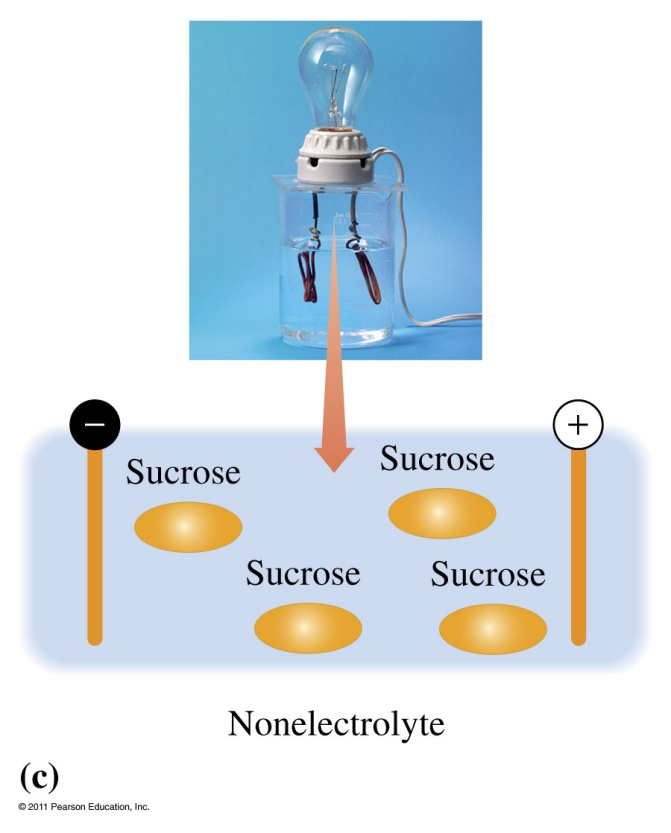 −
+
Sucrose
Sucrose
Sucrose
Sucrose
Nonelectrolyte
(c)
© 2011 Pearson Education, Inc.